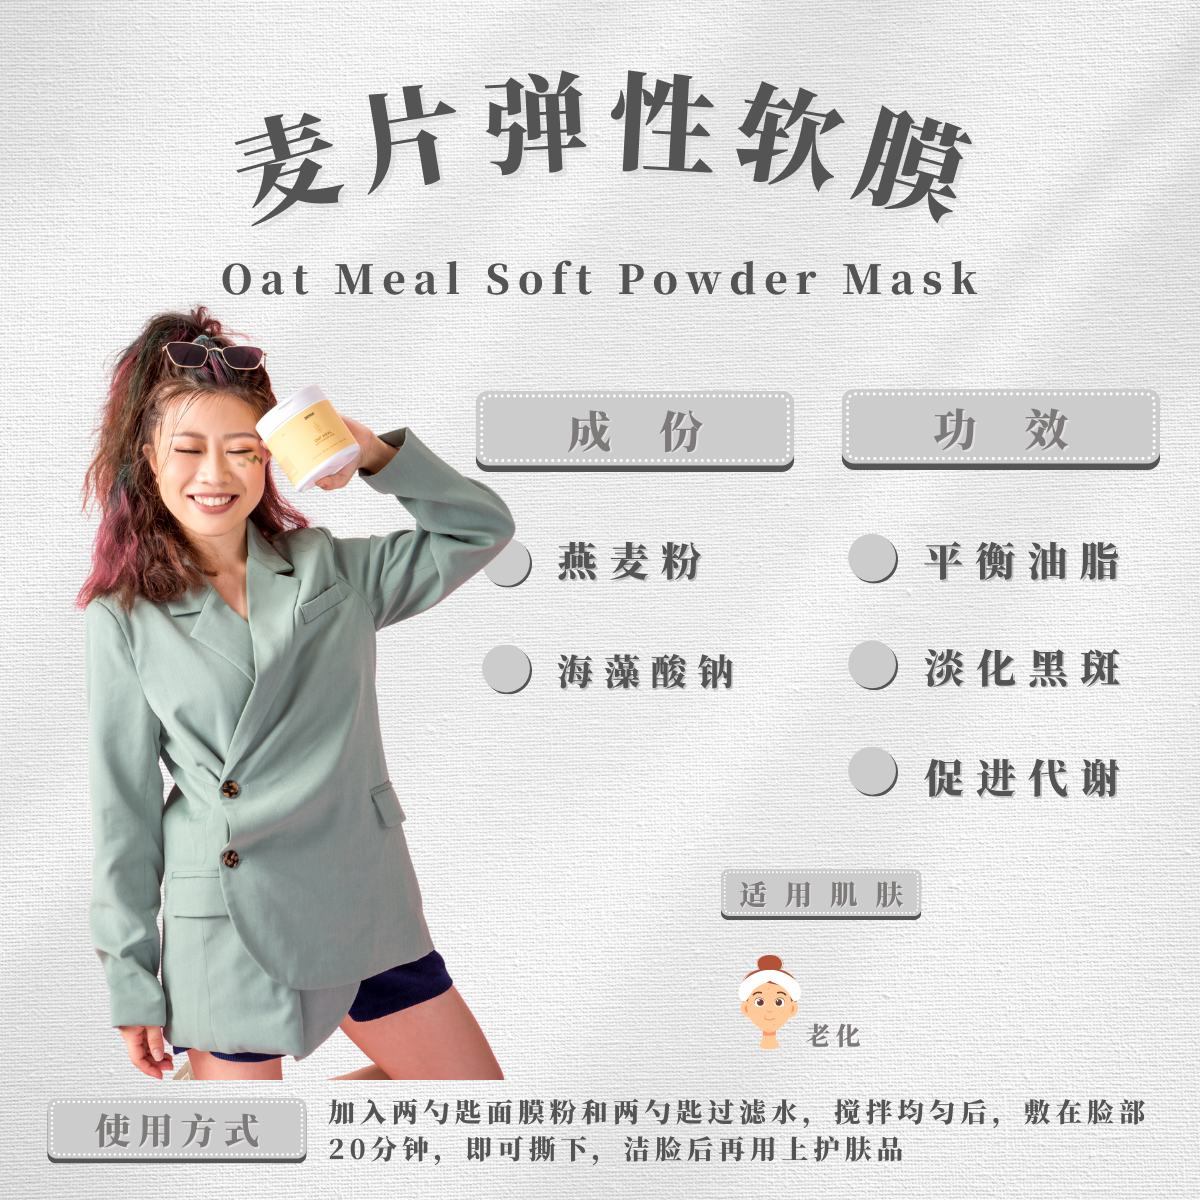 麦片弹性软膜
Oat Meal Soft Powder Mask
成份
燕麦粉
海藻酸钠
功效
平衡油脂
淡化黑斑
促进代谢
适用肌肤
老化
使用方式
加入两勺匙面膜粉和两勺匙过滤水，搅拌均匀后，敷在脸部
20分钟，即可撕下，洁脸后再用上护肤品
OAT MEAL